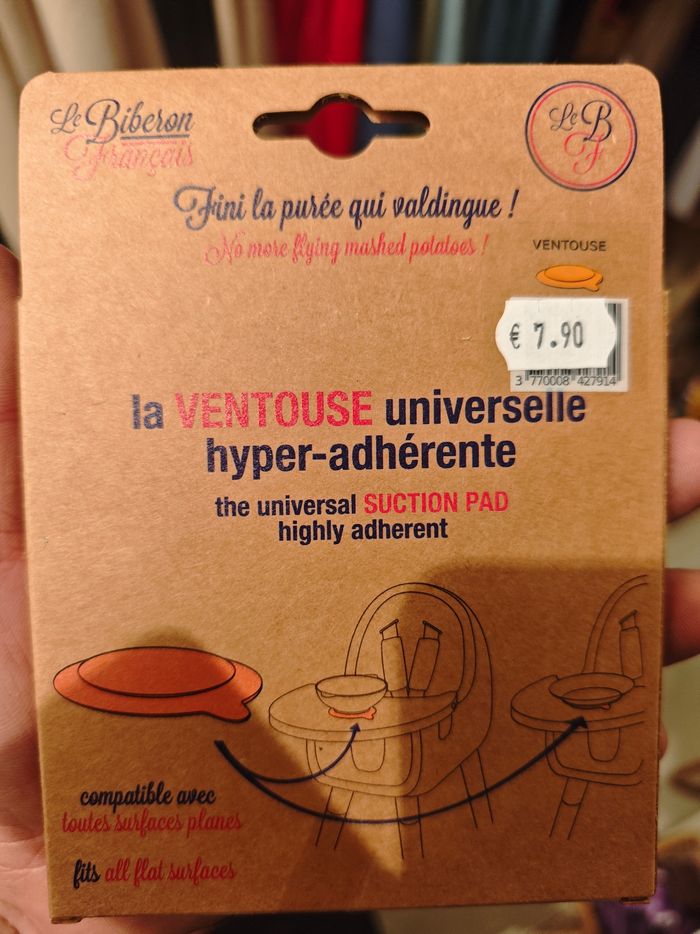 Le Biberon
Français
Le B
F
Fini la purée qui valdingue !
No more flying mashed potatoes !
VENTOUSE
€ 7.90
3 770008 427914
la VENTOUSE universelle
hyper-adhérente
the universal SUCTION PAD
highly adherent
compatible avec
toutes surfaces planes
fits all flat surfaces